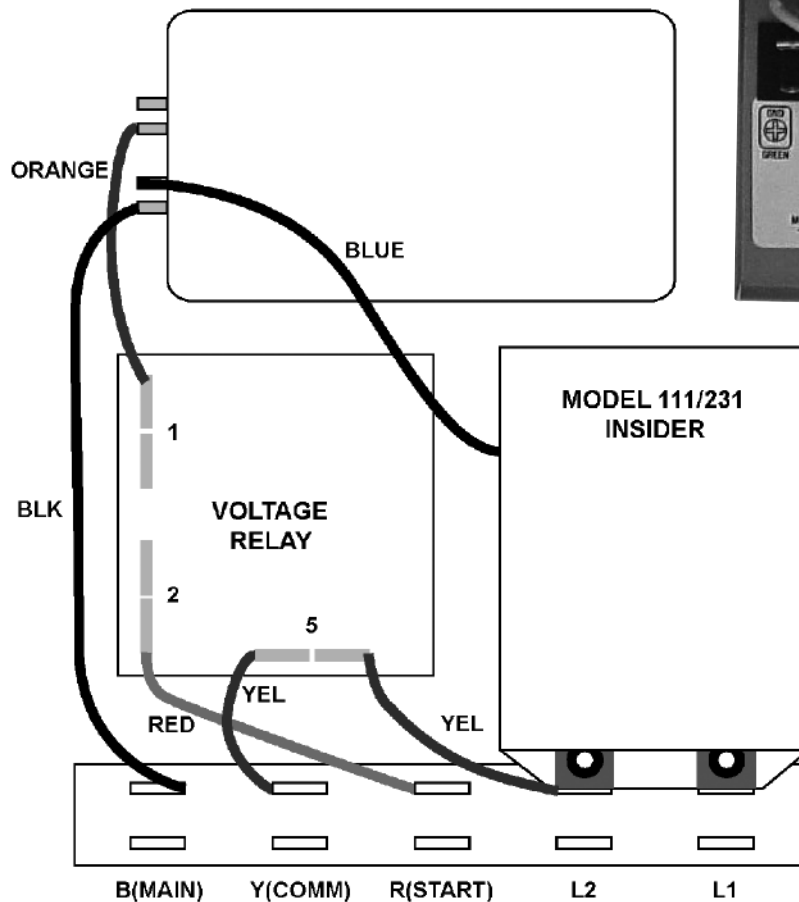 GND
GREEN
ORANGE
BLUE
MODEL 111/231
INSIDER
1
BLK
VOLTAGE
RELAY
2
5
YEL
RED
YEL
B(MAIN) Y(COMM) R(START) L2 L1